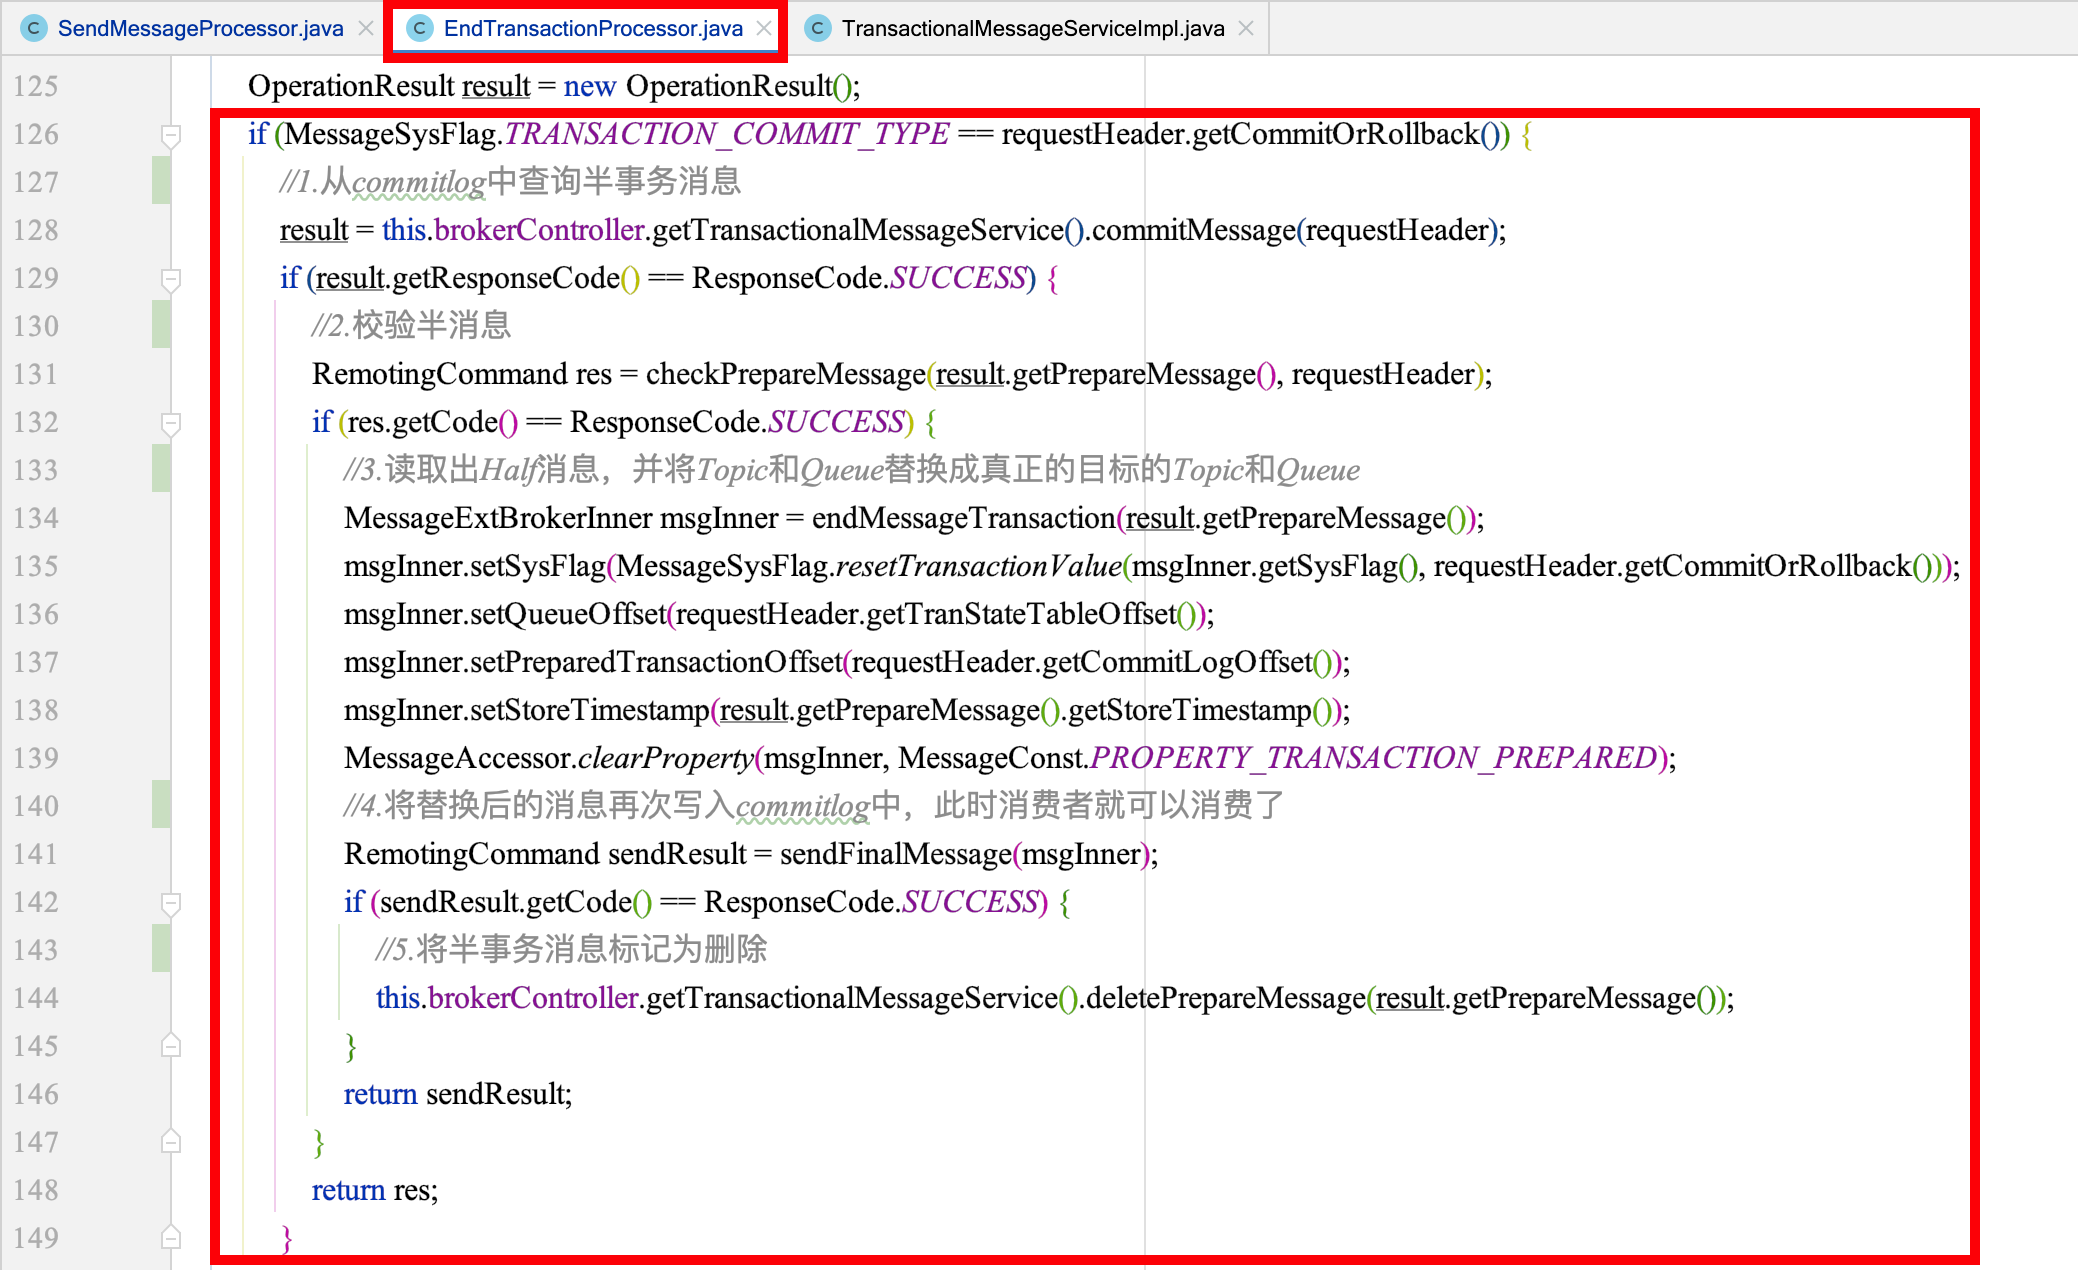 SendMessageProcessor.java
EndTransactionProcessor.java
TransactionalMessageServiceImpl.java
125 OperationResult result = new OperationResult();
126 if (MessageSysFlag.TRANSACTION_COMMIT_TYPE == requestHeader.getCommitOrRollback()) {
127 //1.从commitlog中查询半事务消息
128 result = this.brokerController.getTransactionalMessageService().commitMessage(requestHeader);
129 if (result.getResponseCode() == ResponseCode.SUCCESS) {
130 //2.校验半消息
131 RemotingCommand res = checkPrepareMessage(result.getPrepareMessage(), requestHeader);
132 if (res.getCode() == ResponseCode.SUCCESS) {
133 //3.读取出Half消息，并将Topic和Queue替换成真正的目标的Topic和Queue
134 MessageExtBrokerInner msgInner = endMessageTransaction(result.getPrepareMessage());
135 msgInner.setSysFlag(MessageSysFlag.resetTransactionValue(msgInner.getSysFlag(), requestHeader.getCommitOrRollback()));
136 msgInner.setQueueOffset(requestHeader.getTranStateTableOffset());
137 msgInner.setPreparedTransactionOffset(requestHeader.getCommitLogOffset());
138 msgInner.setStoreTimestamp(result.getPrepareMessage().getStoreTimestamp());
139 MessageAccessor.clearProperty(msgInner, MessageConst.PROPERTY_TRANSACTION_PREPARED);
140 //4.将替换后的消息再次写入commitlog中，此时消费者就可以消费了
141 RemotingCommand sendResult = sendFinalMessage(msgInner);
142 if (sendResult.getCode() == ResponseCode.SUCCESS) {
143 //5.将半事务消息标记为删除
144 this.brokerController.getTransactionalMessageService().deletePrepareMessage(result.getPrepareMessage());
145 }
146 return sendResult;
147 }
148 return res;
149 }